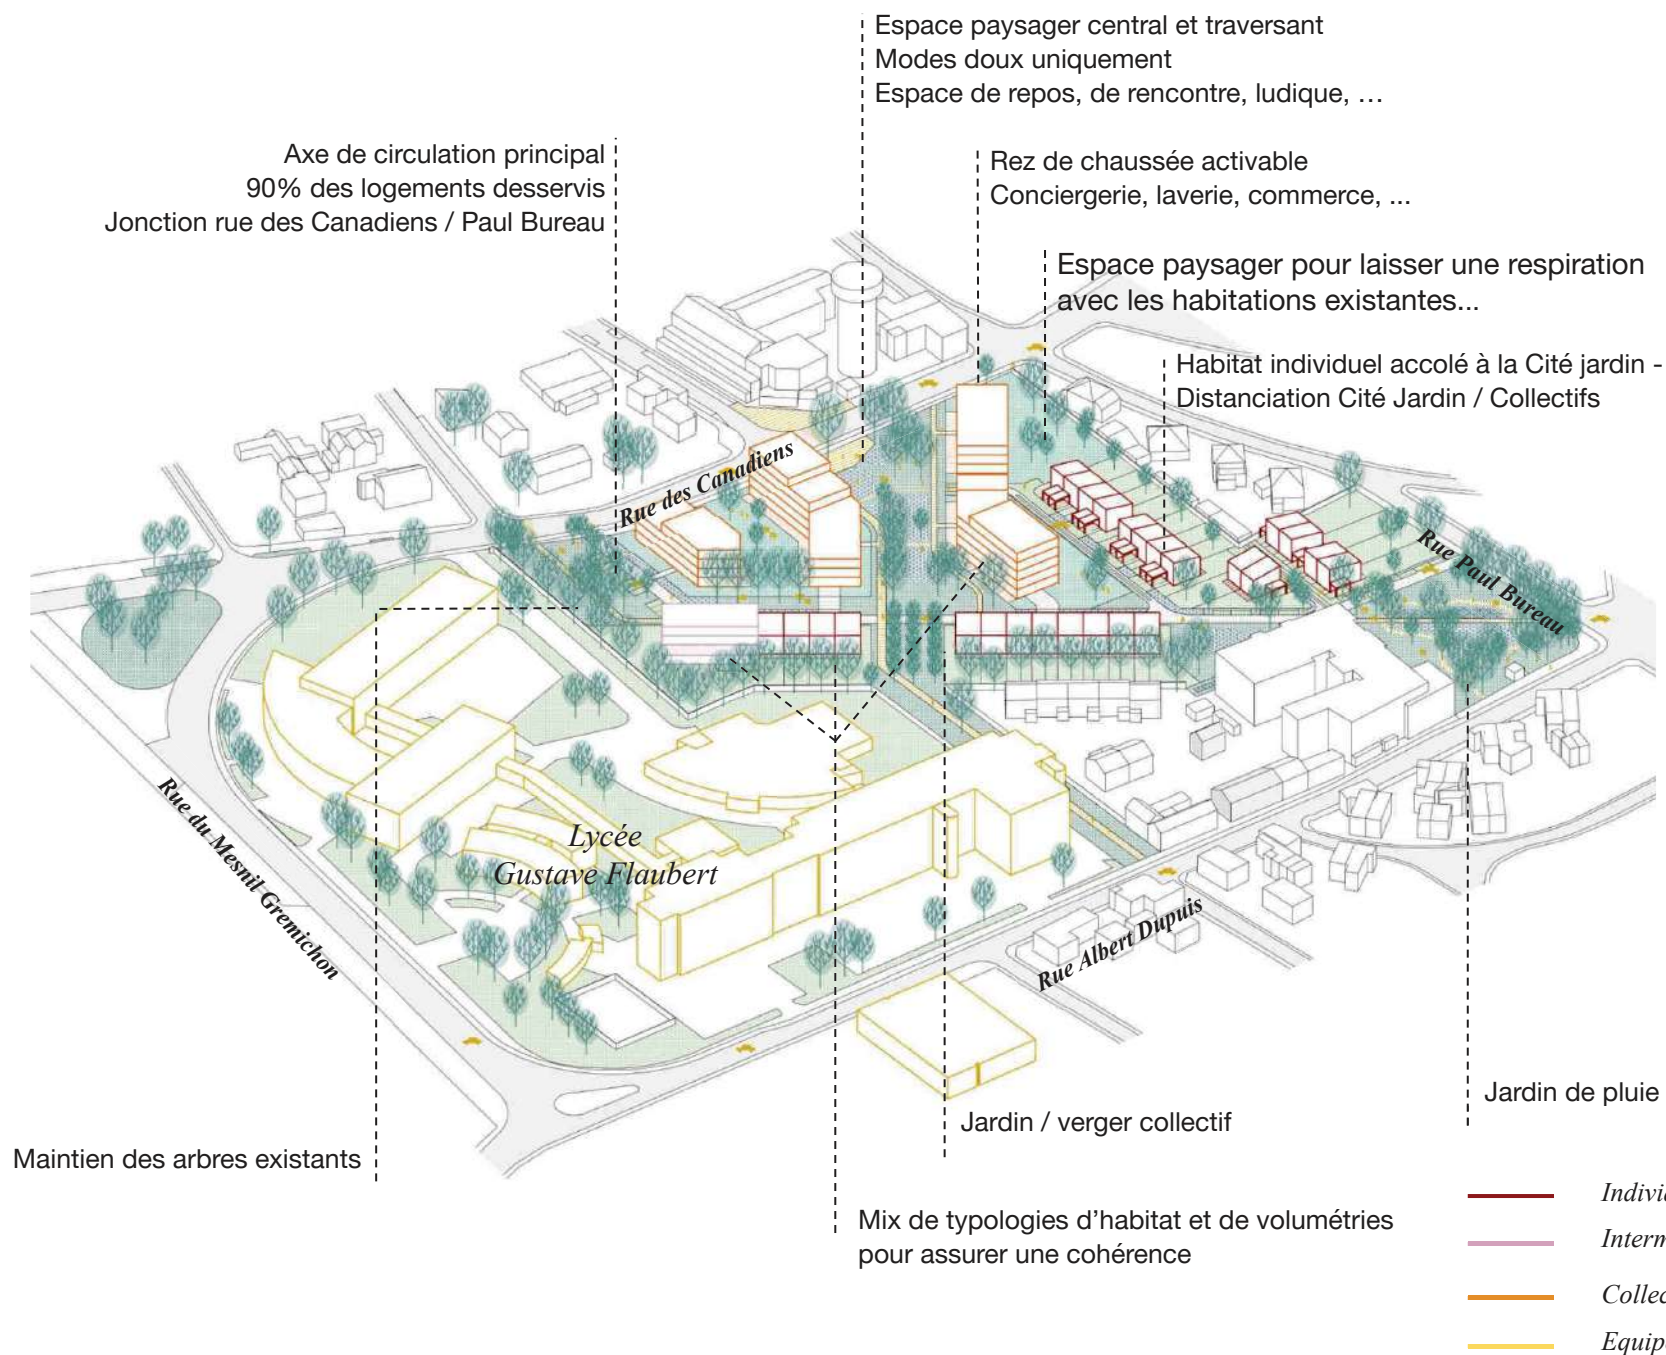 Espace paysager central et traversant
Modes doux uniquement
Espace de repos, de rencontre, ludique, …
Axe de circulation principal
90% des logements desservis
Jonction rue des Canadiens / Paul Bureau
Rez de chaussée activable
Conciergerie, laverie, commerce, ...
Espace paysager pour laisser une respiration
avec les habitations existantes...
Habitat individuel accolé à la Cité jardin -
Distanciation Cité Jardin / Collectifs
Rue des Canadiens
Rue Paul Bureau
Rue du Mesnil Gremichon
Lycée
Gustave Flaubert
Rue Albert Dupuis
Jardin de pluie
Jardin / verger collectif
Maintien des arbres existants
Mix de typologies d’habitat et de volumétries
pour assurer une cohérence